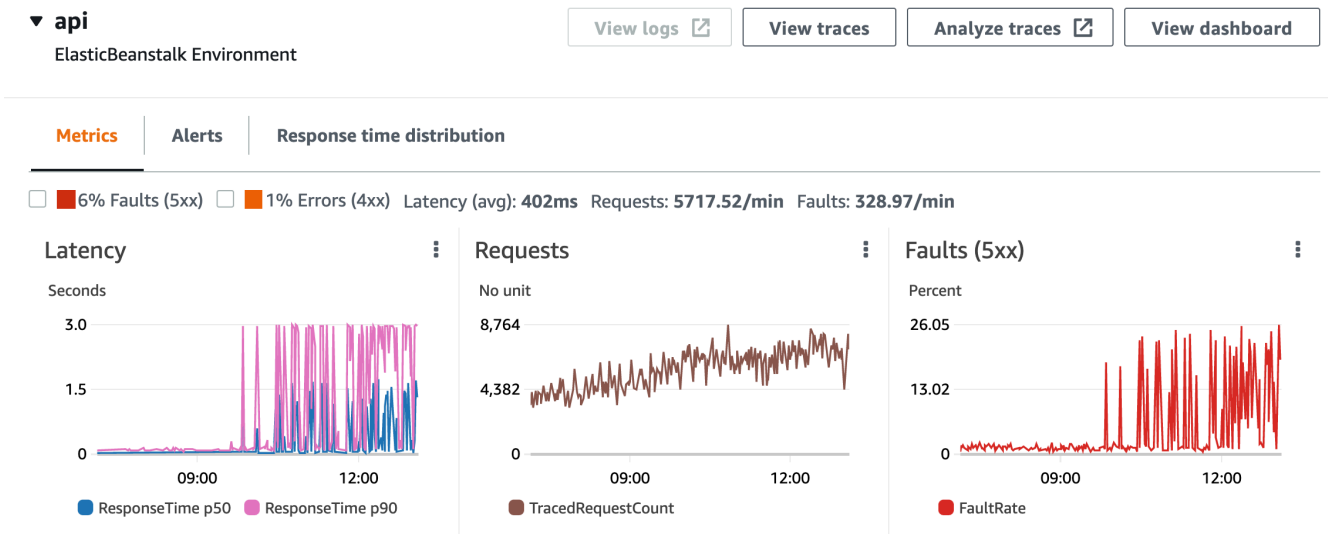 api
ElasticBeanstalk Environment
View logs
View traces
Analyze traces
View dashboard
Metrics
Alerts
Response time distribution
6% Faults (5xx)
1% Errors (4xx)
Latency (avg): 402ms
Requests: 5717.52/min
Faults: 328.97/min
Latency
Seconds
3.0
1.5
0
09:00
12:00
ResponseTime p50
ResponseTime p90
Requests
No unit
8,764
4,382
0
09:00
12:00
TracedRequestCount
Faults (5xx)
Percent
26.05
13.02
0
09:00
12:00
FaultRate